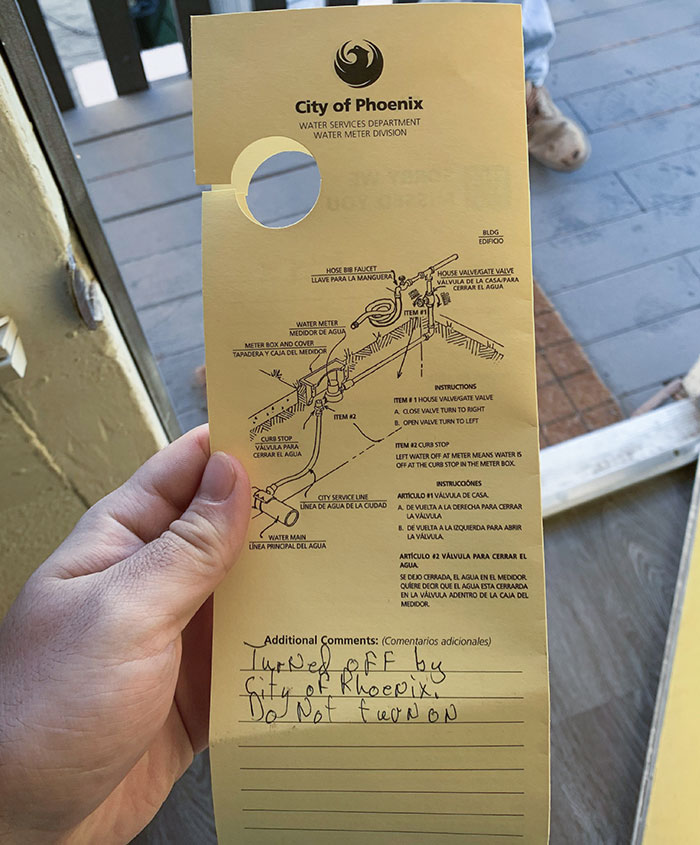 City of Phoenix
WATER SERVICES DEPARTMENT
WATER METER DIVISION
BLDG
EDIFICIO
HOSE BIB FAUCET
LLAVE PARA LA MANGUERA
HOUSE VALVE/GATE VALVE
VÁLVULA DE LA CASA/PARA
CERRAR EL AGUA
ITEM #1
WATER METER
MEDIDOR DE AGUA
METER BOX AND COVER
TAPADERA Y CAJA DEL MEDIDOR
ITEM #2
CURB STOP
VÁLVULA PARA
CERRAR EL AGUA
CITY SERVICE LINE
LÍNEA DE AGUA DE LA CIUDAD
WATER MAIN
LÍNEA PRINCIPAL DEL AGUA
INSTRUCTIONS
ITEM # 1 HOUSE VALVE/GATE VALVE
A. CLOSE VALVE TURN TO RIGHT
B. OPEN VALVE TURN TO LEFT
ITEM #2 CURB STOP
LEFT WATER OFF AT METER MEANS WATER IS
OFF AT THE CURB STOP IN THE METER BOX.
INSTRUCCIÓNES
ARTÍCULO #1 VÁLVULA DE CASA.
A. DE VUELTA A LA DERECHA PARA CERRAR
LA VÁLVULA
B. DE VUELTA A LA IZQUIERDA PARA ABRIR
LA VÁLVULA.
ARTÍCULO #2 VÁLVULA PARA CERRAR EL
AGUA.
SE DEJO CERRADA, EL AGUA EN EL MEDIDOR.
QUIERE DECIR QUE EL AGUA ESTA CERRARDA
EN LA VÁLVULA ADENTRO DE LA CAJA DEL
MEDIDOR.
Additional Comments: (Comentarios adicionales)
Turned off by
City of Phoenix.
Do Not turn on